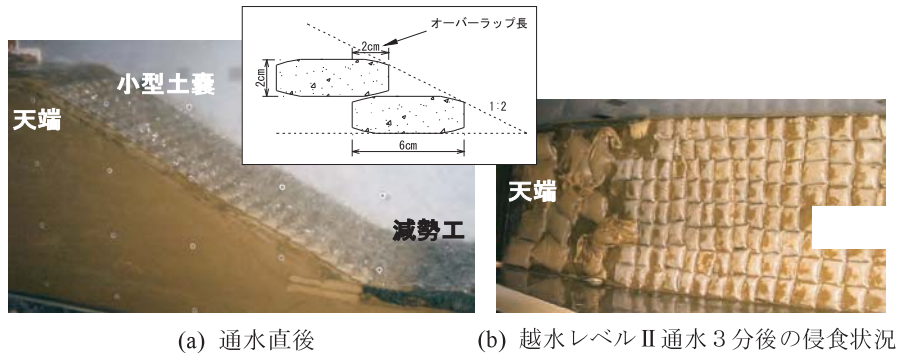 オーバーラップ長
2cm
2cm
1:2
6cm
小型土嚢
天端
減勢工
天端
(a) 通水直後
(b) 越水レベルⅡ通水3分後の侵食状況